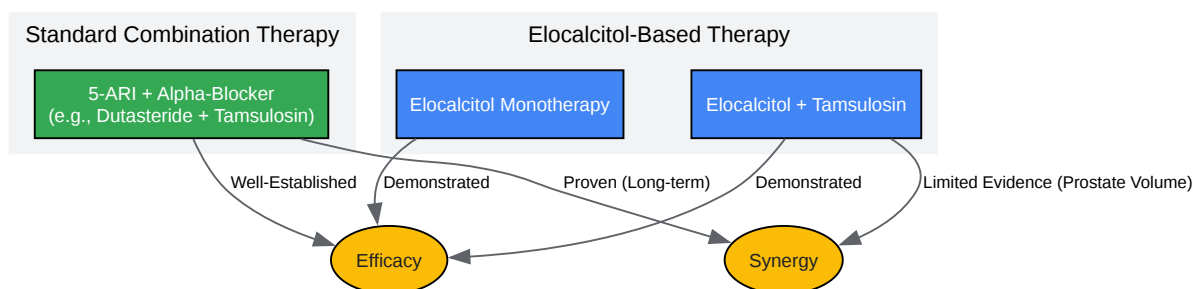 Standard Combination Therapy
Elocalcitol-Based Therapy
5-ARI + Alpha-Blocker
(e.g., Dutasteride + Tamsulosin)
Elocalcitol Monotherapy
Elocalcitol + Tamsulosin
Well-Established
Demonstrated
Proven (Long-term)
Demonstrated
Limited Evidence (Prostate Volume)
Efficacy
Synergy